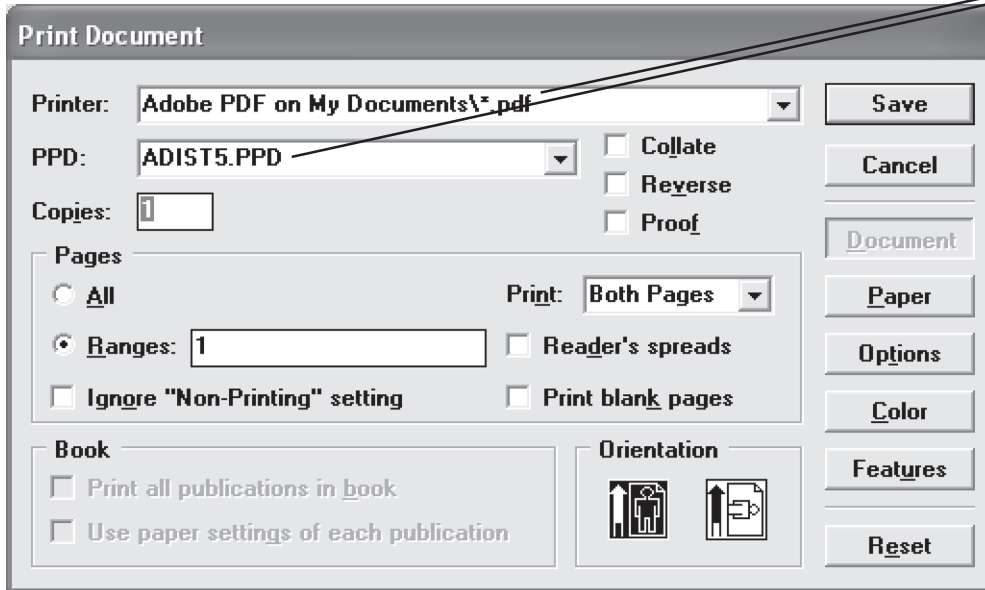 Print Document
Printer: Adobe PDF on My Documents\*.pdf
Save
PPD: ADIST5.PPD
Collate
Cancel
Reverse
Copies: 1
Proof
Document
Pages
All
Print: Both Pages
Paper
Ranges: 1
Reader's spreads
Options
Ignore "Non-Printing" setting
Print blank pages
Color
Book
Orientation
Features
Print all publications in book
Use paper settings of each publication
Reset